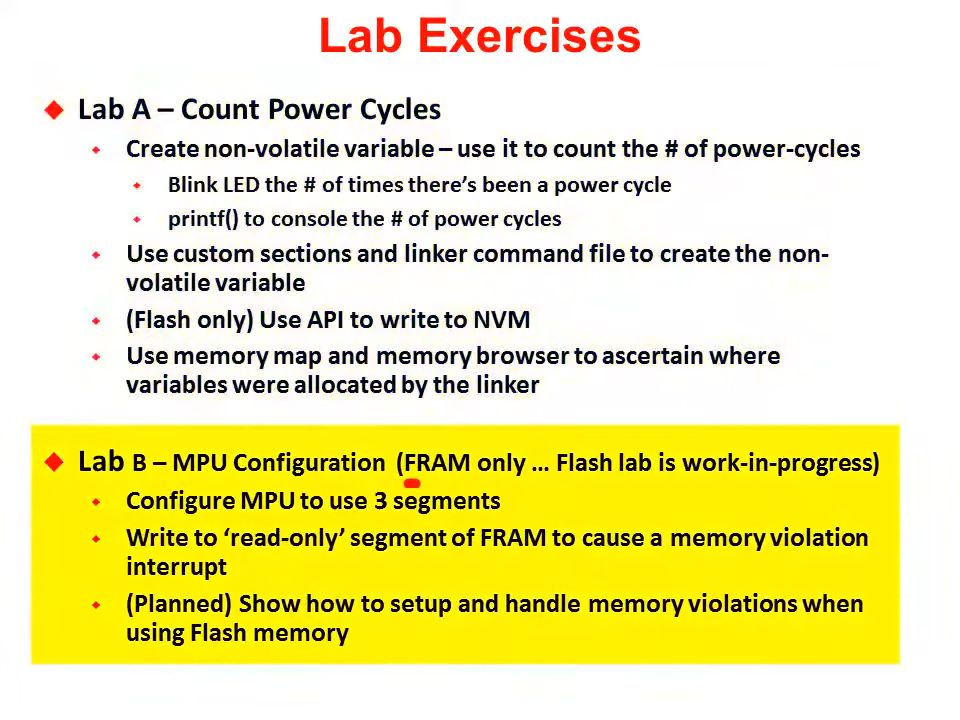 Lab Exercises
Lab A – Count Power Cycles
Create non-volatile variable – use it to count the # of power-cycles
Blink LED the # of times there's been a power cycle
printf() to console the # of power cycles
Use custom sections and linker command file to create the non-
volatile variable
(Flash only) Use API to write to NVM
Use memory map and memory browser to ascertain where
variables were allocated by the linker
Lab B – MPU Configuration (FRAM only … Flash lab is work-in-progress)
Configure MPU to use 3 segments
Write to ‘read-only’ segment of FRAM to cause a memory violation
interrupt
(Planned) Show how to setup and handle memory violations when
using Flash memory